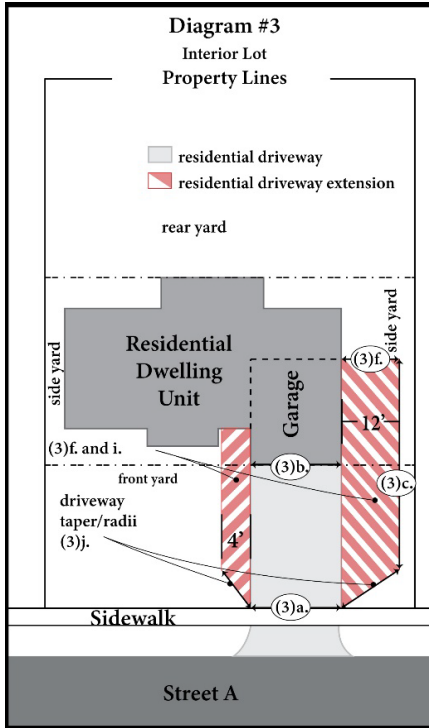 Diagram #3
Interior Lot
Property Lines
residential driveway
residential driveway extension
rear yard
Residential
Dwelling
Unit
Garage
side yard
side yard
(3)f.
12'
(3)f. and i.
(3)b.
front yard
(3)c.
driveway
taper/radii
(3)j.
4'
(3)a.
Sidewalk
Street A